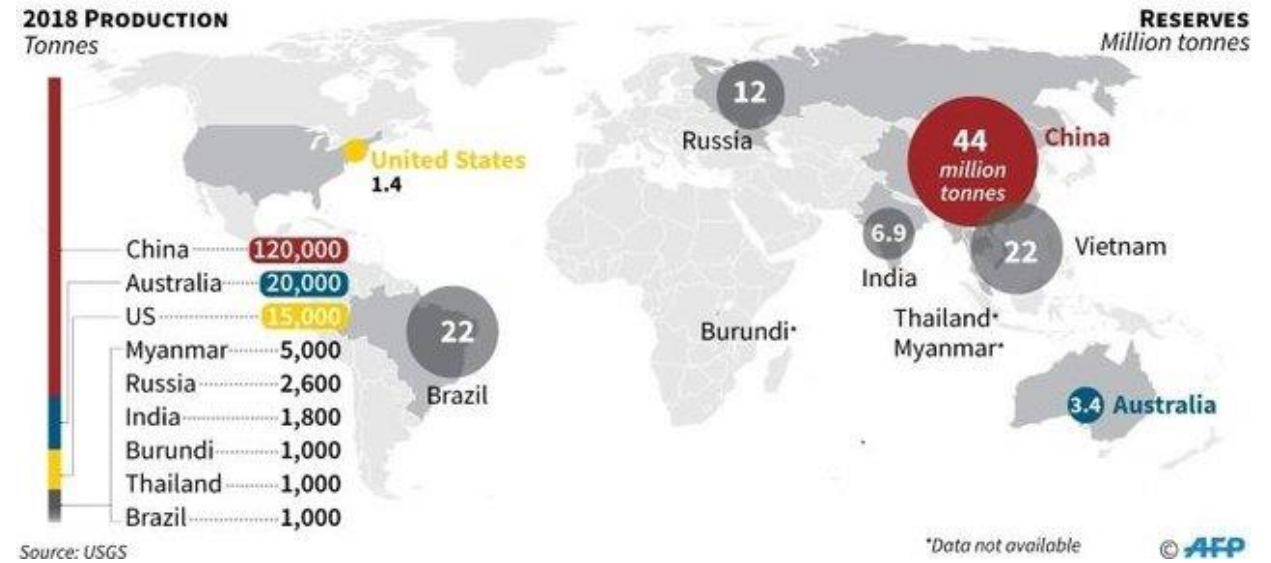 2018 PRODUCTION
Tonnes
RESERVES
Million tonnes
12
Russia
44
million
tonnes
China
United States
1.4
6.9
India
22
Vietnam
China 120,000
Australia 20,000
US 15,000
Myanmar 5,000
Russia 2,600
India 1,800
Burundi 1,000
Thailand 1,000
Brazil 1,000
22
Brazil
Burundi*
Thailand*
Myanmar*
3.4 Australia
Source: USGS
*Data not available
© AFP